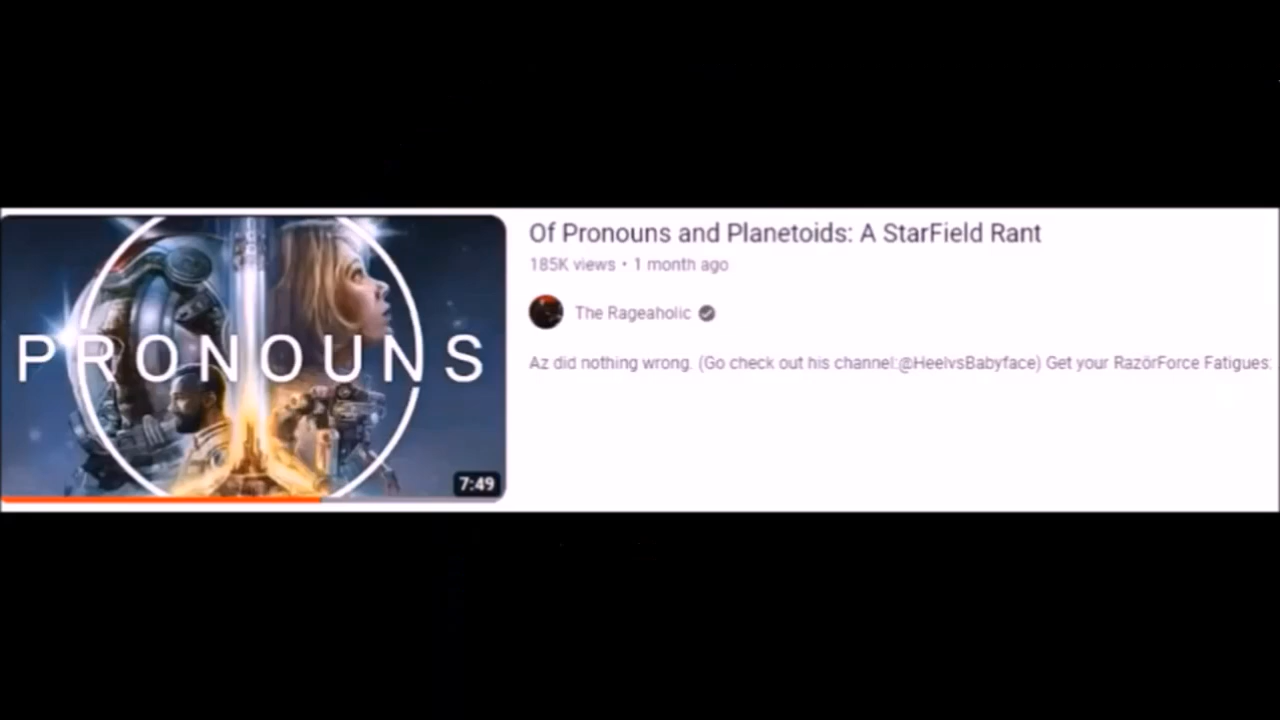 Of Pronouns and Planetoids: A StarField Rant
185K views • 1 month ago
The Rageaholic
PRONOUNS
Az did nothing wrong. (Go check out his channel:@HeelvsBabyface) Get your RazörForce Fatigues:
7:49